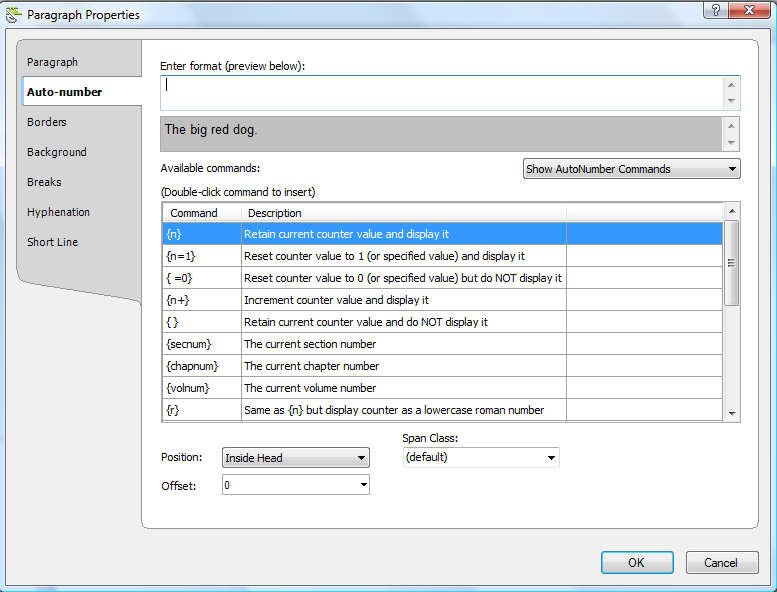 Paragraph Properties
?
Paragraph
Auto-number
Borders
Background
Breaks
Hyphenation
Short Line
Enter format (preview below):
The big red dog.
Available commands:
Show AutoNumber Commands
(Double-click command to insert)
Command Description
{n} Retain current counter value and display it
{n=1} Reset counter value to 1 (or specified value) and display it
{ =0} Reset counter value to 0 (or specified value) but do NOT display it
{n+} Increment counter value and display it
{ } Retain current counter value and do NOT display it
{secnum} The current section number
{chapnum} The current chapter number
{volnum} The current volume number
{r} Same as {n} but display counter as a lowercase roman number
Position: Inside Head
Span Class:
(default)
Offset: 0
OK Cancel